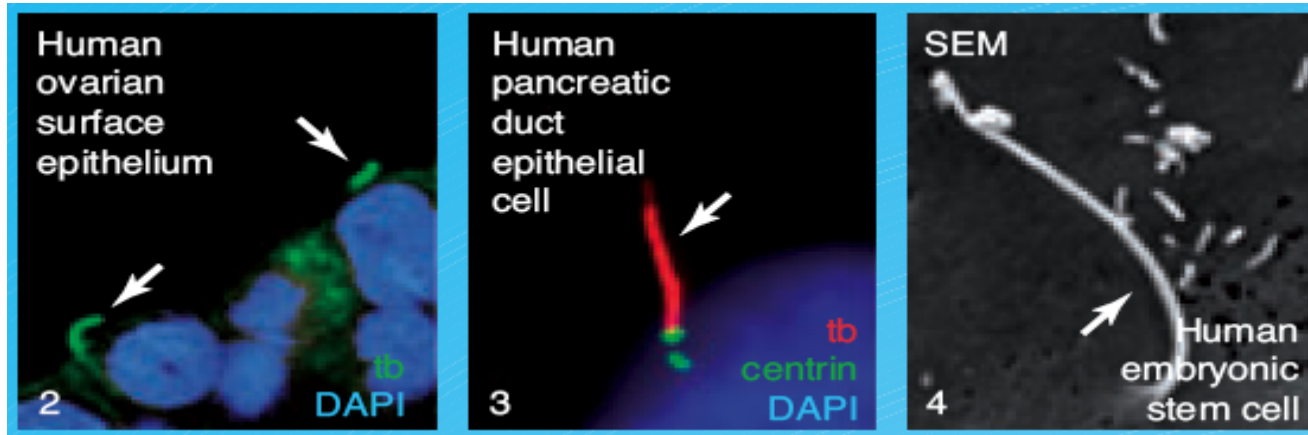 Human
ovarian
surface
epithelium
tb
DAPI
2
Human
pancreatic
duct
epithelial
cell
tb
centrin
DAPI
3
SEM
Human
embryonic
stem cell
4